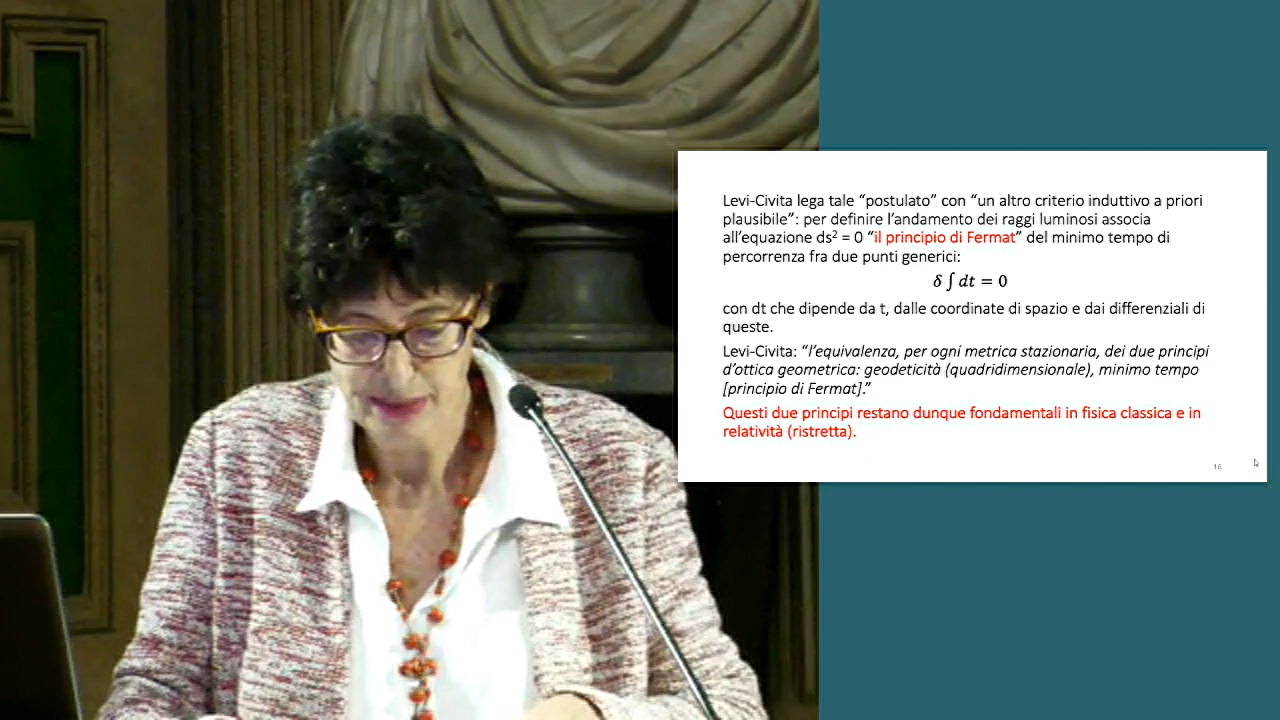 Levi-Civita lega tale “postulato” con “un altro criterio induttivo a priori
plausibile”: per definire l’andamento dei raggi luminosi associa
all’equazione ds² = 0 “il principio di Fermat” del minimo tempo di
percorrenza fra due punti generici:
δ ∫ dt = 0
con dt che dipende da t, dalle coordinate di spazio e dai differenziali di
queste.
Levi-Civita: “l’equivalenza, per ogni metrica stazionaria, dei due principi
d’ottica geometrica: geodeticità (quadridimensionale), minimo tempo
[principio di Fermat].”
Questi due principi restano dunque fondamentali in fisica classica e in
relatività (ristretta).
16